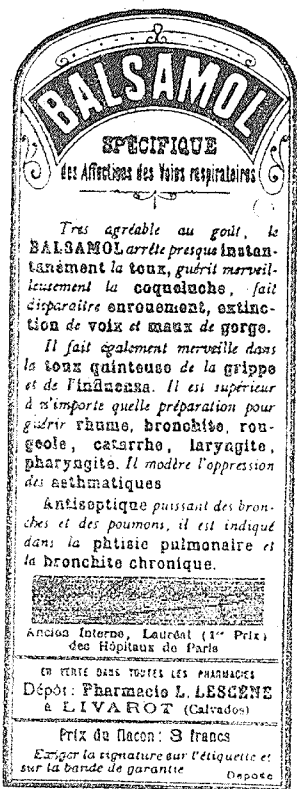 BALSAMOL
SPÉCIFIQUE
des Affections des Voies respiratoires
Très agréable au goût, le
BALSAMOL arrête presque instan-
tanément la toux, guérit merveil-
leusement la coqueluche, fait
disparaître enrouement, extinc-
tion de voix et maux de gorge.
Il fait également merveille dans
la toux quinteuse de la grippe
et de l'influenza. Il est supérieur
à n'importe quelle préparation pour
guérir rhume, bronchite, rou-
geole, catarrhe, laryngite,
pharyngite. Il modère l'oppression
des asthmatiques
Antiseptique puissant des bron-
ches et des poumons, il est indiqué
dans la phtisie pulmonaire et
la bronchite chronique.
Ancien Interne, Lauréat (1er Prix)
des Hôpitaux de Paris
EN VENTE DANS TOUTES LES PHARMACIES
Dépôt: Pharmacie L. LESCÈNE
à LIVAROT (Calvados)
Prix du flacon: 3 francs
Exiger la signature sur l'étiquette et
sur la bande de garantie
Déposé